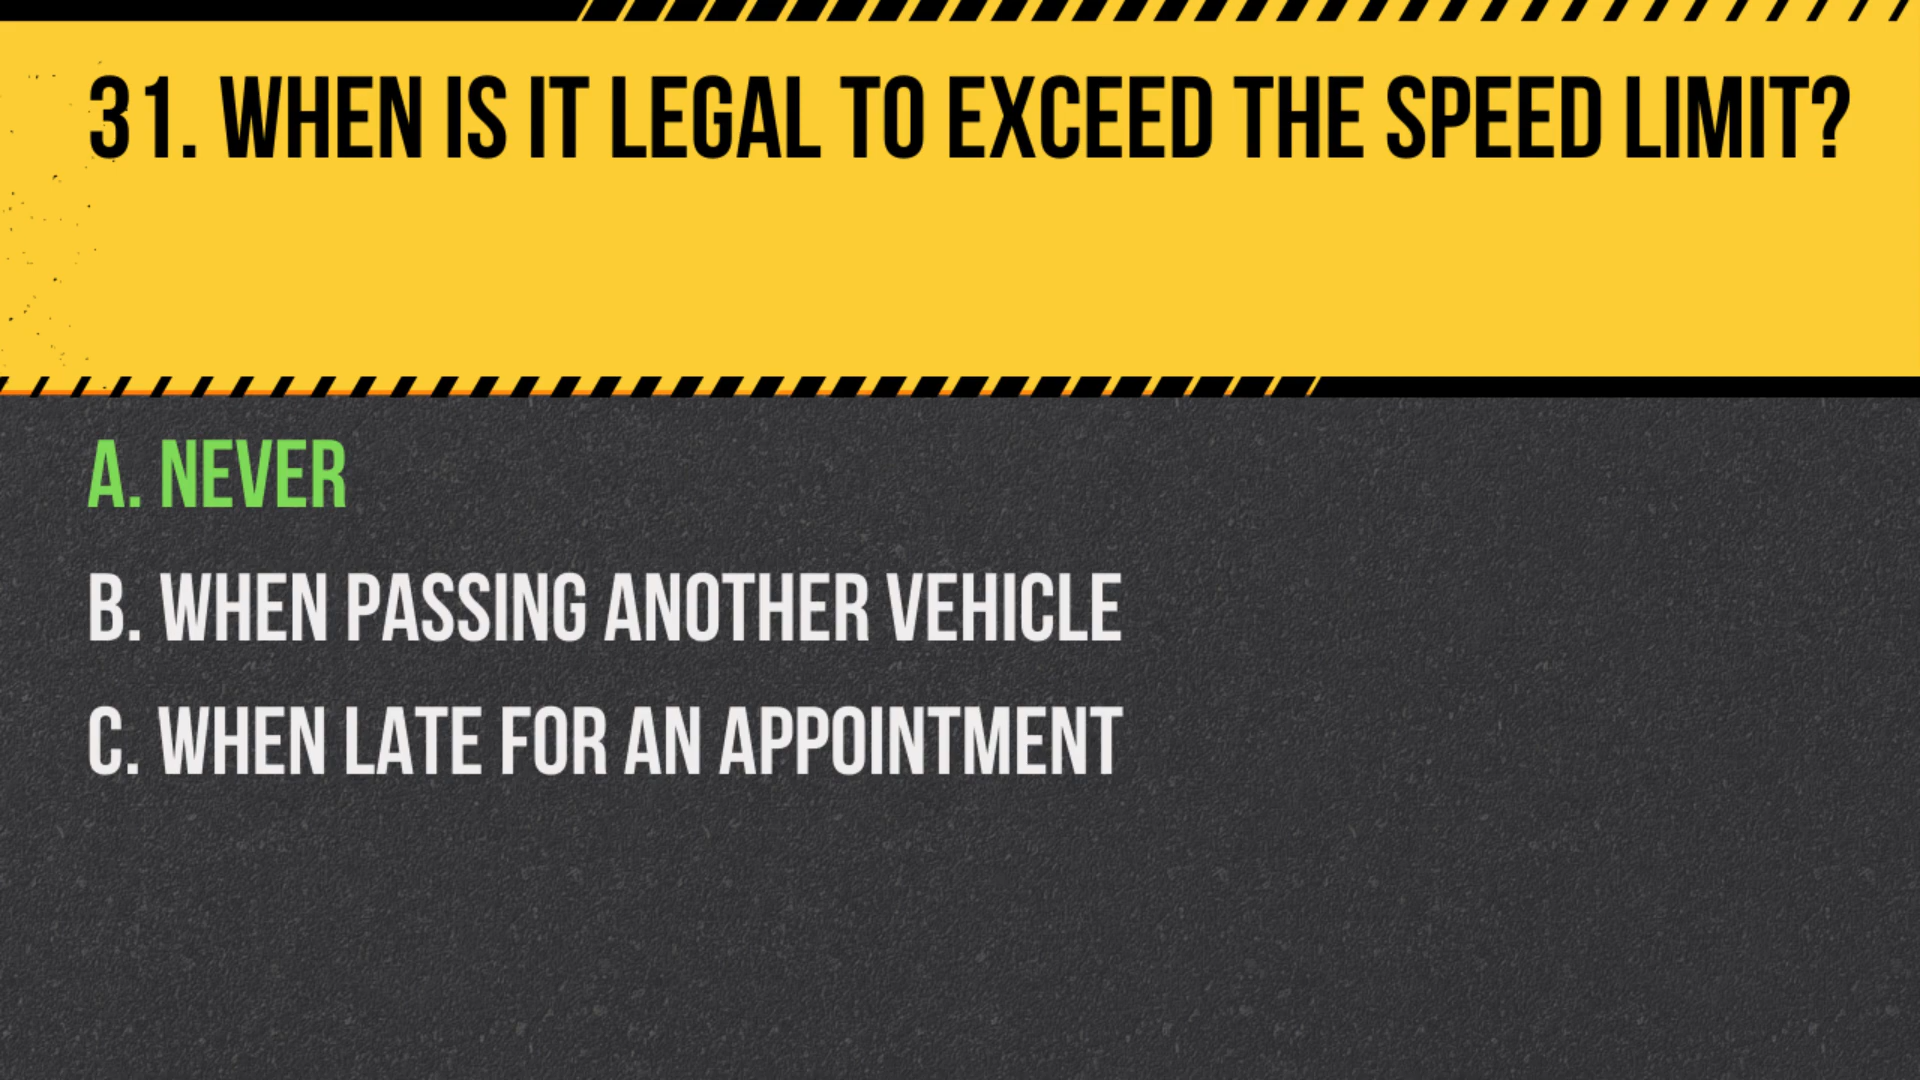 31. WHEN IS IT LEGAL TO EXCEED THE SPEED LIMIT?
A. NEVER
B. WHEN PASSING ANOTHER VEHICLE
C. WHEN LATE FOR AN APPOINTMENT